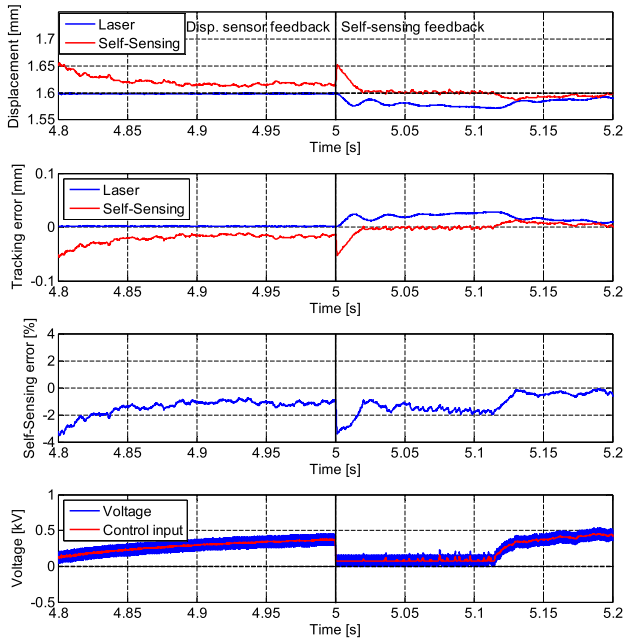 Displacement [mm]
1.7
1.65
1.6
1.55
Laser
Self-Sensing
Disp. sensor feedback
Self-sensing feedback
4.8 4.85 4.9 4.95 5 5.05 5.1 5.15 5.2
Time [s]
Tracking error [mm]
0.1
0
-0.1
Laser
Self-Sensing
4.8 4.85 4.9 4.95 5 5.05 5.1 5.15 5.2
Time [s]
Self-Sensing error [%]
4
2
0
-2
-4
4.8 4.85 4.9 4.95 5 5.05 5.1 5.15 5.2
Time [s]
Voltage [kV]
1
0.5
0
-0.5
Voltage
Control input
4.8 4.85 4.9 4.95 5 5.05 5.1 5.15 5.2
Time [s]